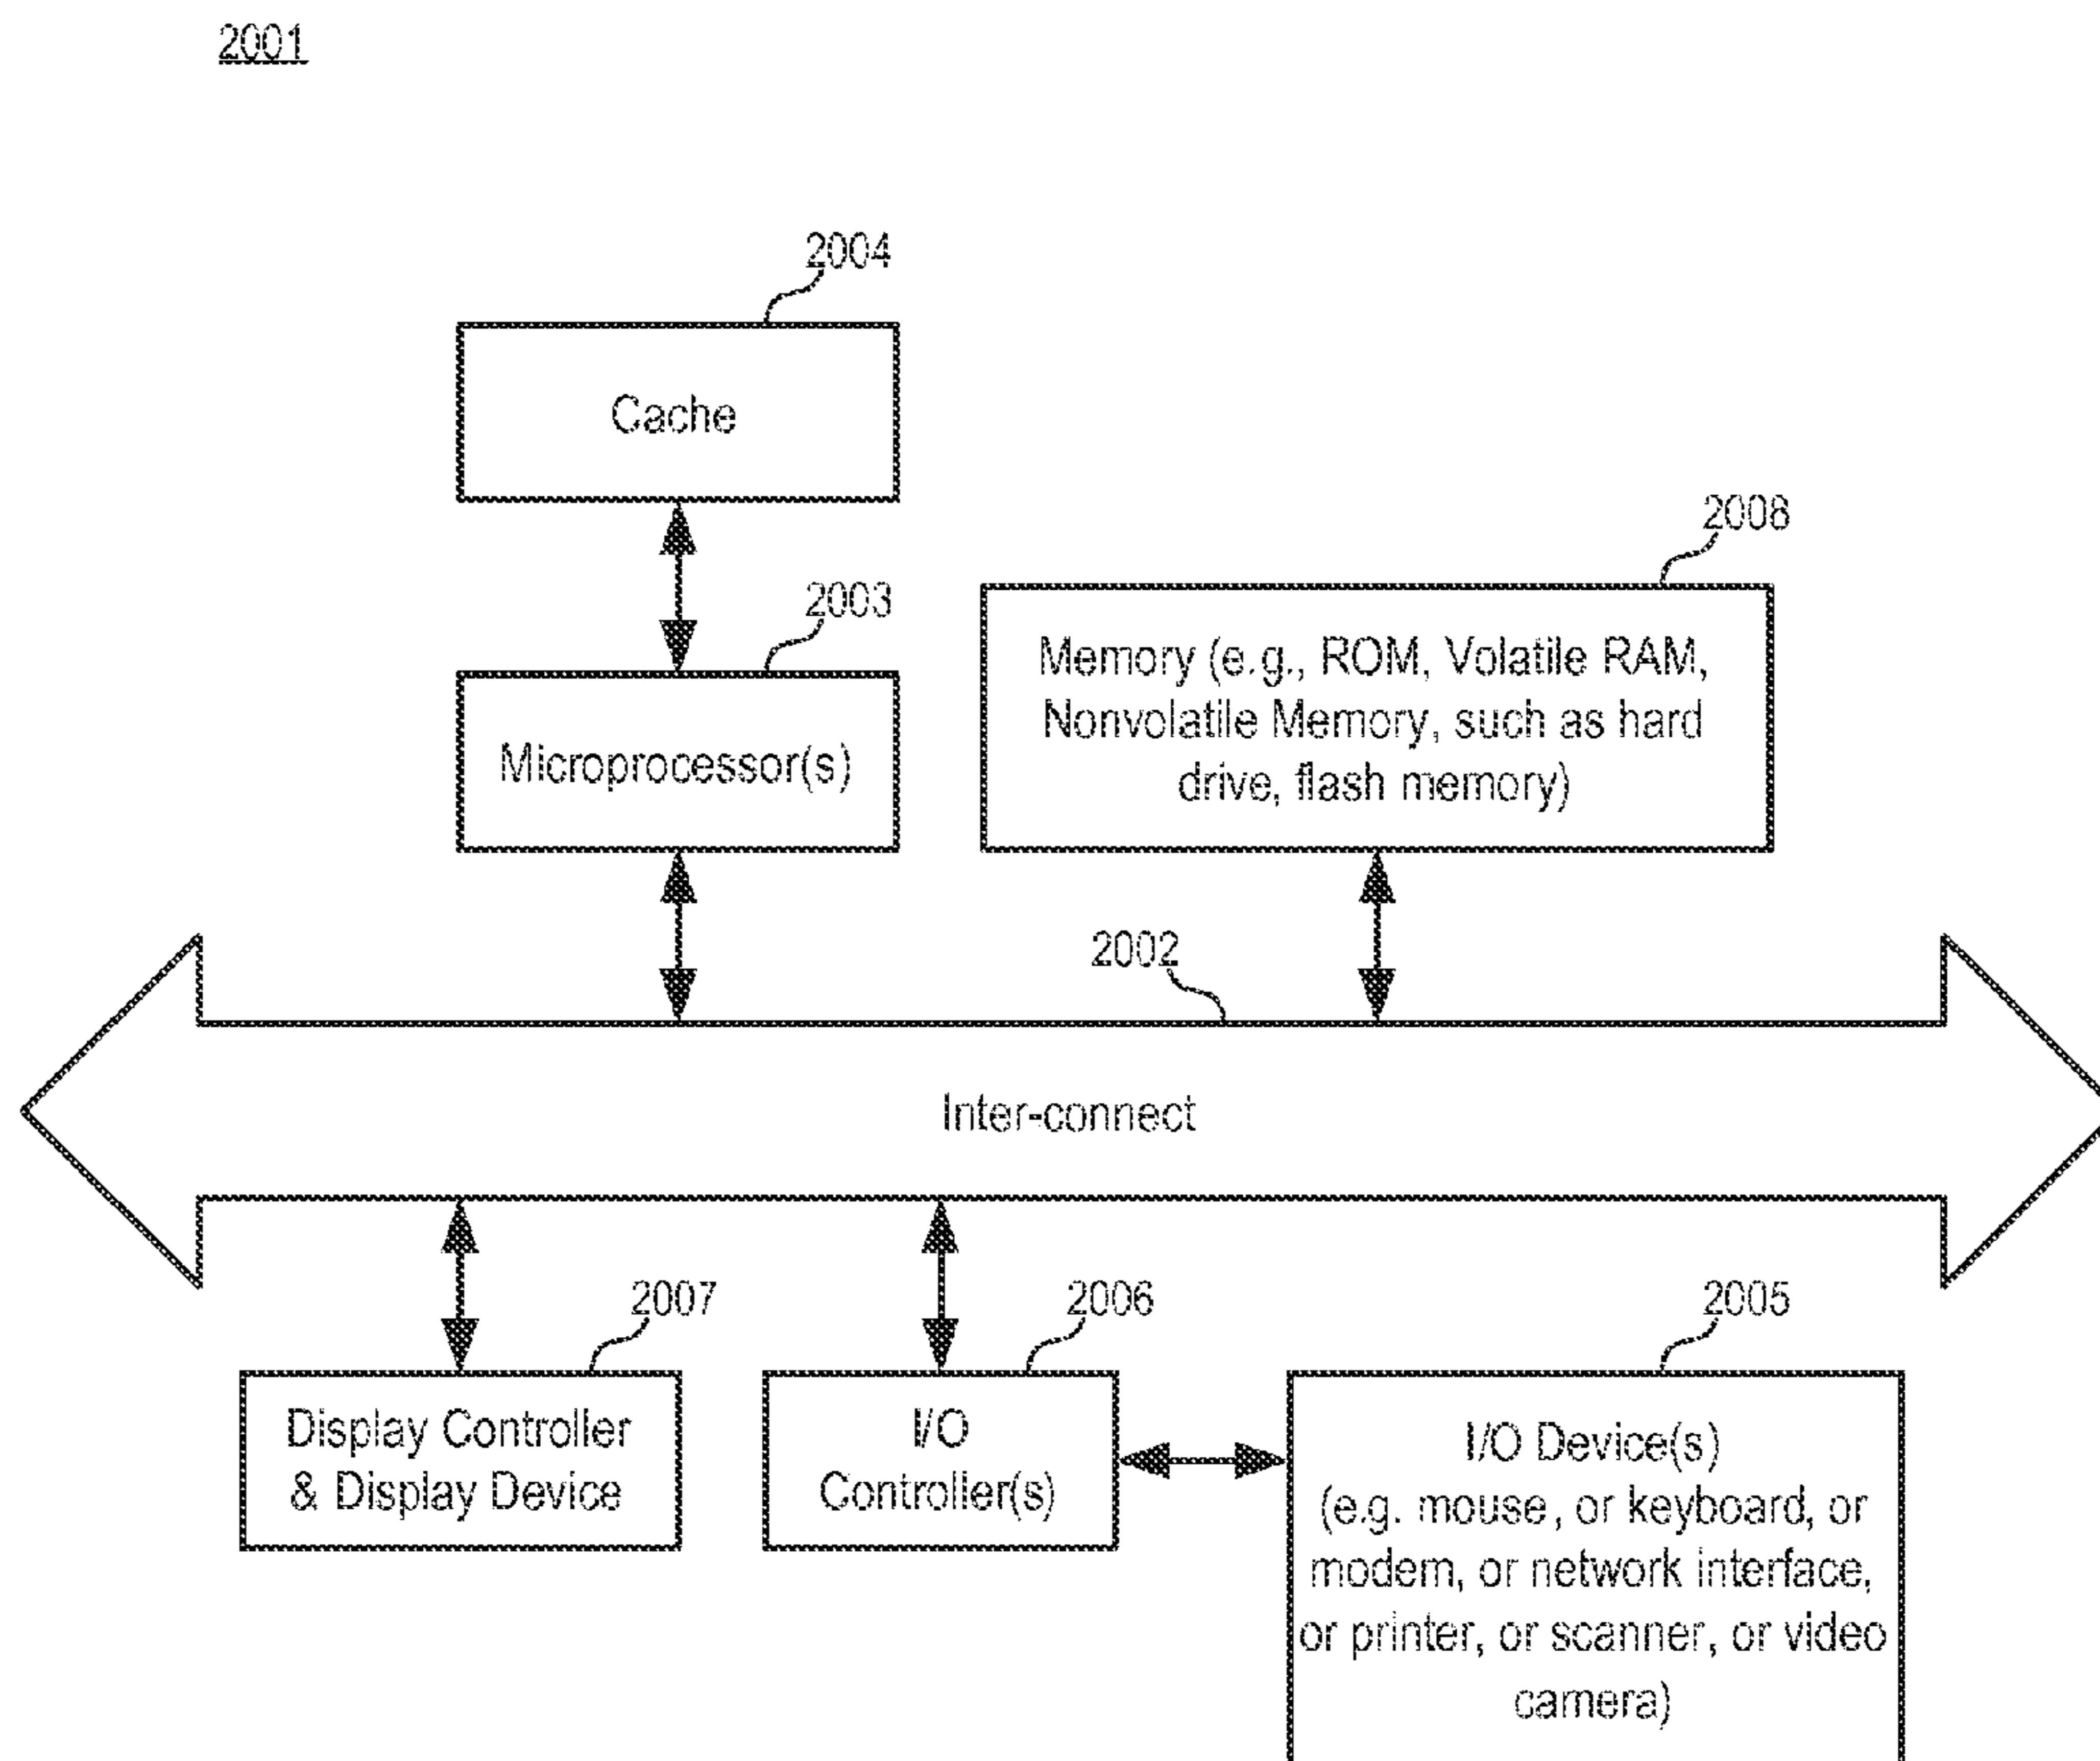 2001
2004
Cache
2008
2003
Memory (e.g., ROM, Volatile RAM,
Nonvolatile Memory, such as hard
drive, flash memory)
Microprocessor(s)
2002
Inter-connect
2007
2006
2005
Display Controller
& Display Device
I/O
Controller(s)
I/O Device(s)
(e.g. mouse, or keyboard, or
modem, or network interface,
or printer, or scanner, or video
camera)